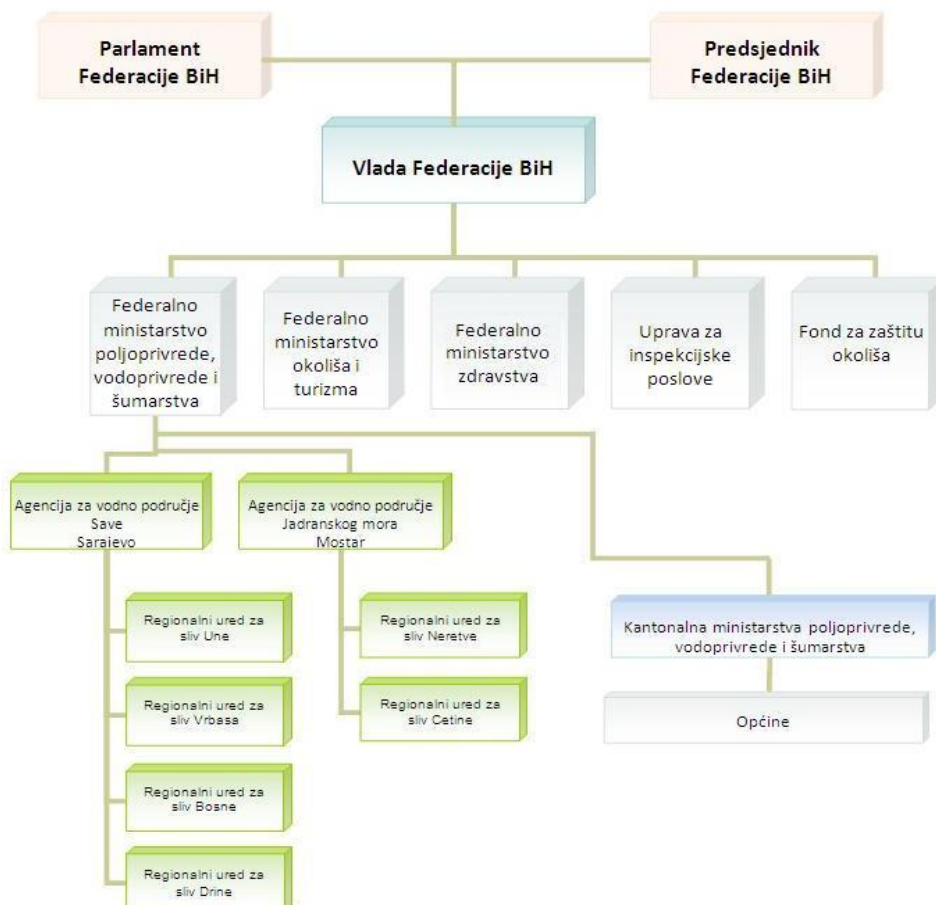 Parlament
Federacije BiH
Predsjednik
Federacije BiH
Vlada Federacije BiH
Federalno
ministarstvo
poljoprivrede,
vodoprivrede i
šumarstva
Federalno
ministarstvo
okoliša i
turizma
Federalno
ministarstvo
zdravstva
Uprava za
inspekcijske
poslove
Fond za zaštitu
okoliša
Agencija za vodno područje
Save
Sarajevo
Agencija za vodno područje
Jadranskog mora
Mostar
Regionalni ured za
sliv Une
Regionalni ured za
sliv Vrbasa
Regionalni ured za
sliv Bosne
Regionalni ured za
sliv Drine
Regionalni ured za
sliv Neretve
Regionalni ured za
sliv Cetine
Kantonalna ministarstva poljoprivrede,
vodoprivrede i šumarstva
Općine